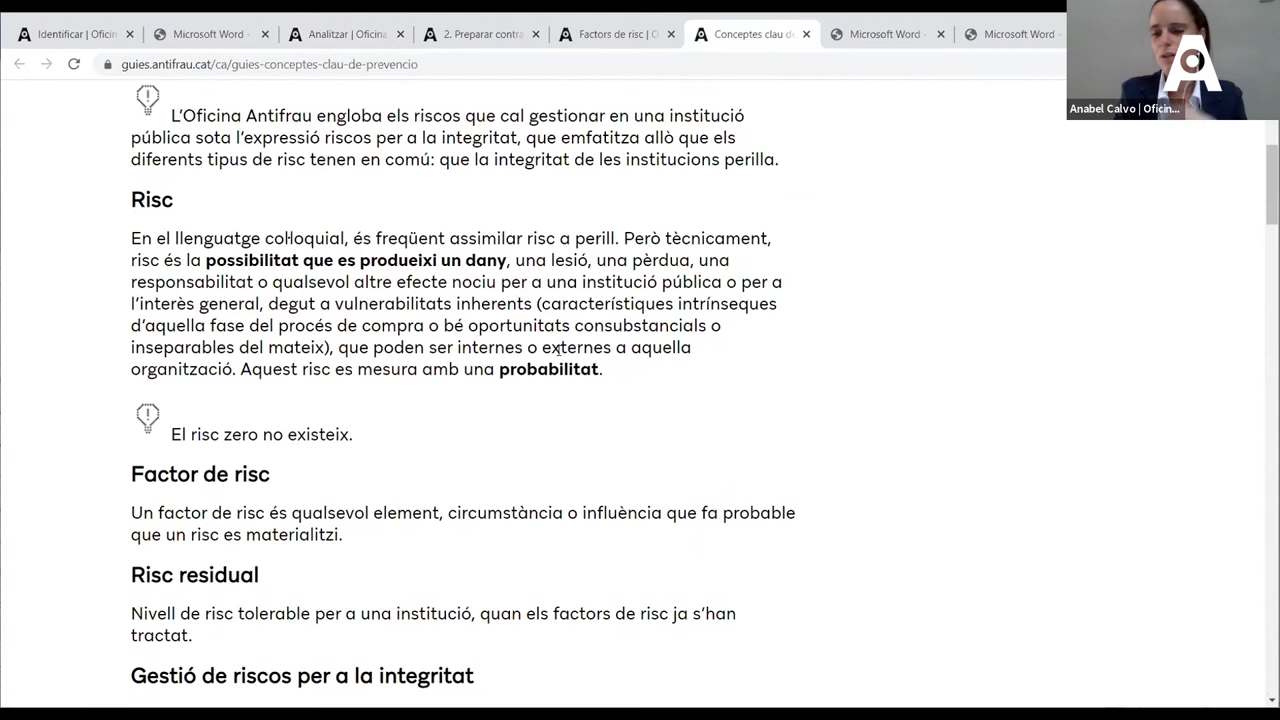 Identificar | Oficin
Microsoft Word -
Analitzar | Oficina
2. Preparar contra
Factors de risc | O
Conceptes clau de
Microsoft Word -
Microsoft Word -
guies.antifrau.cat/ca/guies-conceptes-clau-de-prevencio
Anabel Calvo | Oficin...
L'Oficina Antifrau engloba els riscos que cal gestionar en una institució
pública sota l'expressió riscos per a la integritat, que emfatitza allò que els
diferents tipus de risc tenen en comú: que la integritat de les institucions perilla.
Risc
En el llenguatge col·loquial, és freqüent assimilar risc a perill. Però tècnicament,
risc és la possibilitat que es produeixi un dany, una lesió, una pèrdua, una
responsabilitat o qualsevol altre efecte nociu per a una institució pública o per a
l'interès general, degut a vulnerabilitats inherents (característiques intrínseques
d'aquella fase del procés de compra o bé oportunitats consubstancials o
inseparables del mateix), que poden ser internes o externes a aquella
organització. Aquest risc es mesura amb una probabilitat.
El risc zero no existeix.
Factor de risc
Un factor de risc és qualsevol element, circumstància o influència que fa probable
que un risc es materialitzi.
Risc residual
Nivell de risc tolerable per a una institució, quan els factors de risc ja s'han
tractat.
Gestió de riscos per a la integritat